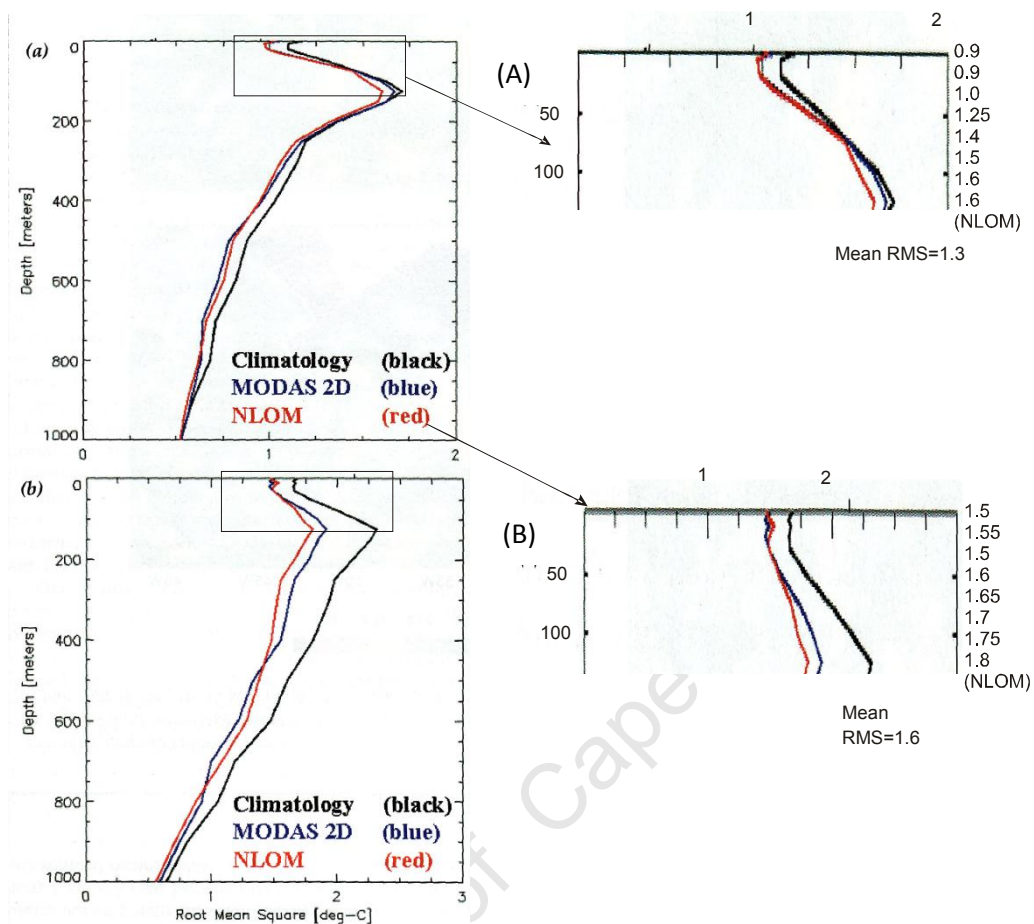 (a)
0
200
400
600
800
1000
Depth [meters]
0
1
2
Climatology (black)
MODAS 2D (blue)
NLOM (red)
(A)
1 2
50
100
0.9
0.9
1.0
1.25
1.4
1.5
1.6
1.6
(NLOM)
Mean RMS=1.3
(b)
0
200
400
600
800
1000
Depth [meters]
0
1
2
3
Root Mean Square [deg-C]
Climatology (black)
MODAS 2D (blue)
NLOM (red)
(B)
1 2
50
100
1.5
1.55
1.5
1.6
1.65
1.7
1.75
1.8
(NLOM)
Mean
RMS=1.6
of Cape